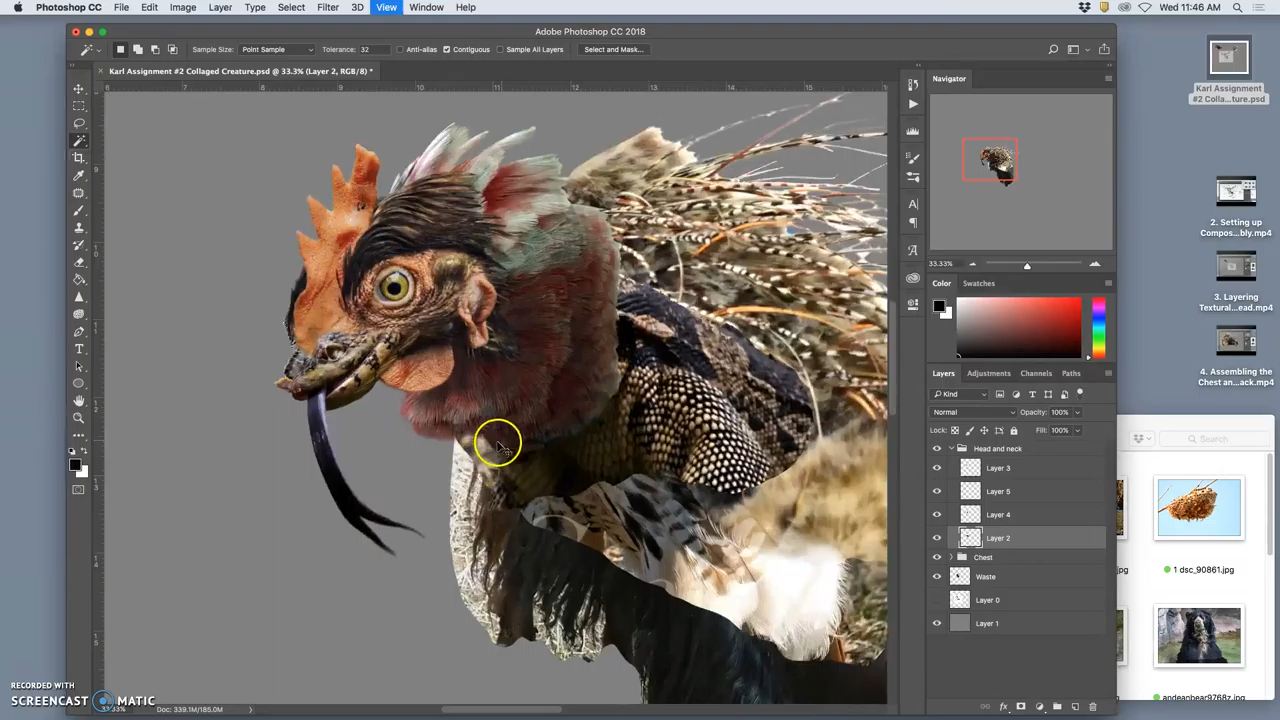 Photoshop CC File Edit Image Layer Type Select Filter 3D View Window Help Wed 11:46 AM
Adobe Photoshop CC 2018
Sample Size: Point Sample Tolerance: 32 Anti-alias Contiguous Sample All Layers Select and Mask...
Karl Assignment #2 Collaged Creature.psd @ 33.3% (Layer 2, RGB/8) *
Navigator
33.33%
Color Swatches
Layers Adjustments Channels Paths
Kind
Normal Opacity: 100%
Lock: Fill: 100%
Head and neck
Layer 3
Layer 5
Layer 4
Layer 2
Chest
Waste
Layer 0
Layer 1
Karl Assignment
#2 Colla...ture.psd
2. Setting up
Compos...bly.mp4
3. Layering
Textural...ead.mp4
4. Assembling the
Chest an...ack.mp4
Search
1 dsc_90861.jpg
andeanbear9768z.jpg
33.33% Doc: 339.1M/185.0M
RECORDED WITH
SCREENCAST MATIC